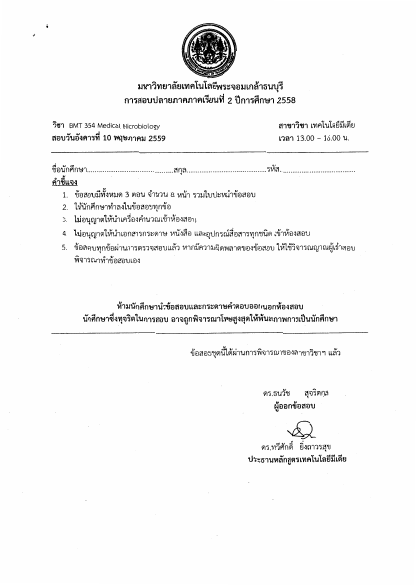 มหาวิทยาลัยเทคโนโลยีพระจอมเกล้าธนบุรี
การสอบปลายภาคภาคเรียนที่ 2 ปีการศึกษา 2558
วิชา BMT 354 Medical Microbiology สาขาวิชา เทคโนโลยีมีเดีย
สอบวันอังคารที่ 10 พฤษภาคม 2559 เวลา 13.00 – 16.00 น.
ชื่อนักศึกษา..............................สกุล..............................รหัส..............................
คำชี้แจง
1. ข้อสอบมีทั้งหมด 3 ตอน จำนวน 8 หน้า รวมใบปะหน้าข้อสอบ
2. ให้นักศึกษาทำลงในข้อสอบทุกข้อ
3. ไม่อนุญาตให้นำเครื่องคำนวณเข้าห้องสอบ
4. ไม่อนุญาตให้นำเอกสารกระดาษ หนังสือ และอุปกรณ์สื่อสารทุกชนิด เข้าห้องสอบ
5. ข้อสอบทุกข้อผ่านการตรวจสอบแล้ว หากมีความผิดพลาดของข้อสอบ ให้ใช้วิจารณญาณผู้เข้าสอบ
พิจารณาทำข้อสอบเอง
ห้ามนักศึกษานำข้อสอบและกระดาษคำตอบออกนอกห้องสอบ
นักศึกษาซึ่งทุจริตในการสอบ อาจถูกพิจารณาโทษสูงสุดให้พ้นสภาพการเป็นนักศึกษา
ข้อสอบชุดนี้ได้ผ่านการพิจารณาของสาขาวิชาฯ แล้ว
ดร.ธนวัช สุจริตกุล
ผู้ออกข้อสอบ
ดร.ทวีศักดิ์ ยิ่งถาวรสุข
ประธานหลักสูตรเทคโนโลยีมีเดีย